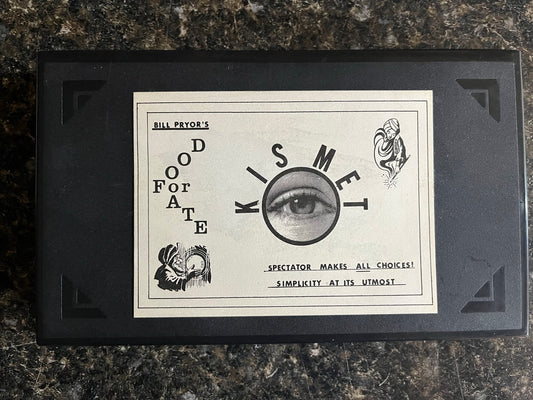 BILL PRYOR'S
FOOD
For
FATE
KISMET
SPECTATOR MAKES ALL CHOICES!
SIMPLICITY AT ITS UTMOST